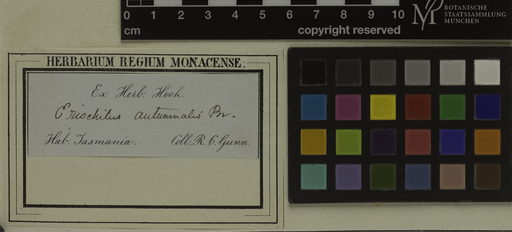 0 1 2 3 4 5 6 7 8 9 10
cm
copyright reserved
BOTANISCHE
STAATSSAMMLUNG
MÜNCHEN
HERBARIUM REGIUM MONACENSE.
Ex Herb. Hook.
Eriochilus autumnalis Br.
Hab. Tasmania. Coll. R. C. Gunn.